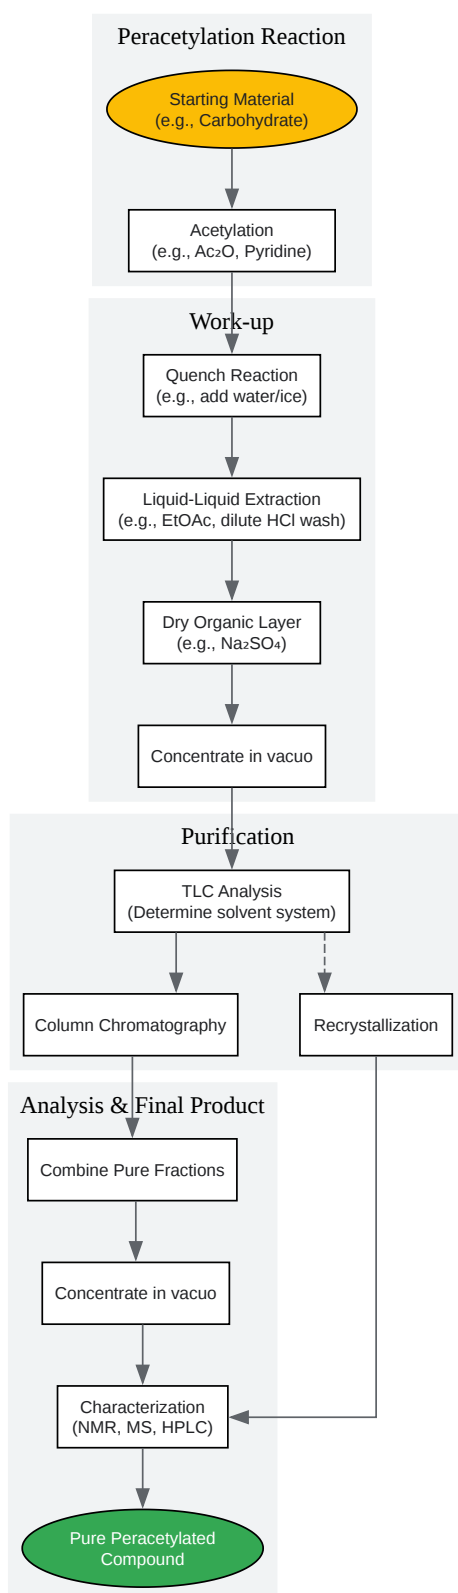 Peracetylation Reaction
Starting Material
(e.g., Carbohydrate)
Acetylation
(e.g., Ac₂O, Pyridine)
Work-up
Quench Reaction
(e.g., add water/ice)
Liquid-Liquid Extraction
(e.g., EtOAc, dilute HCl wash)
Dry Organic Layer
(e.g., Na₂SO₄)
Concentrate in vacuo
Purification
TLC Analysis
(Determine solvent system)
Column Chromatography
Recrystallization
Analysis & Final Product
Combine Pure Fractions
Concentrate in vacuo
Characterization
(NMR, MS, HPLC)
Pure Peracetylated
Compound